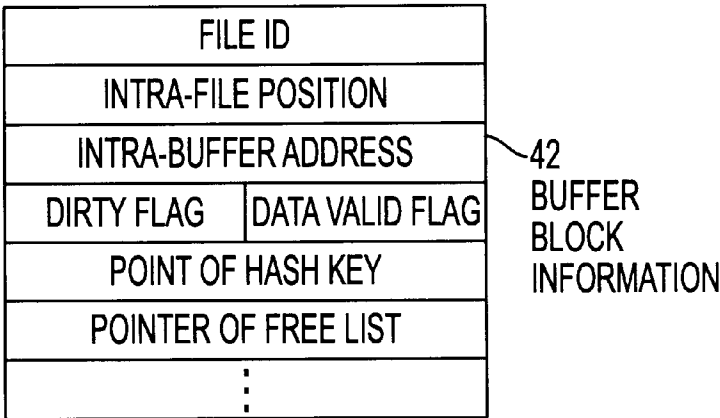 FILE ID
INTRA-FILE POSITION
INTRA-BUFFER ADDRESS
DIRTY FLAG DATA VALID FLAG
POINT OF HASH KEY
POINTER OF FREE LIST
42
BUFFER
BLOCK
INFORMATION